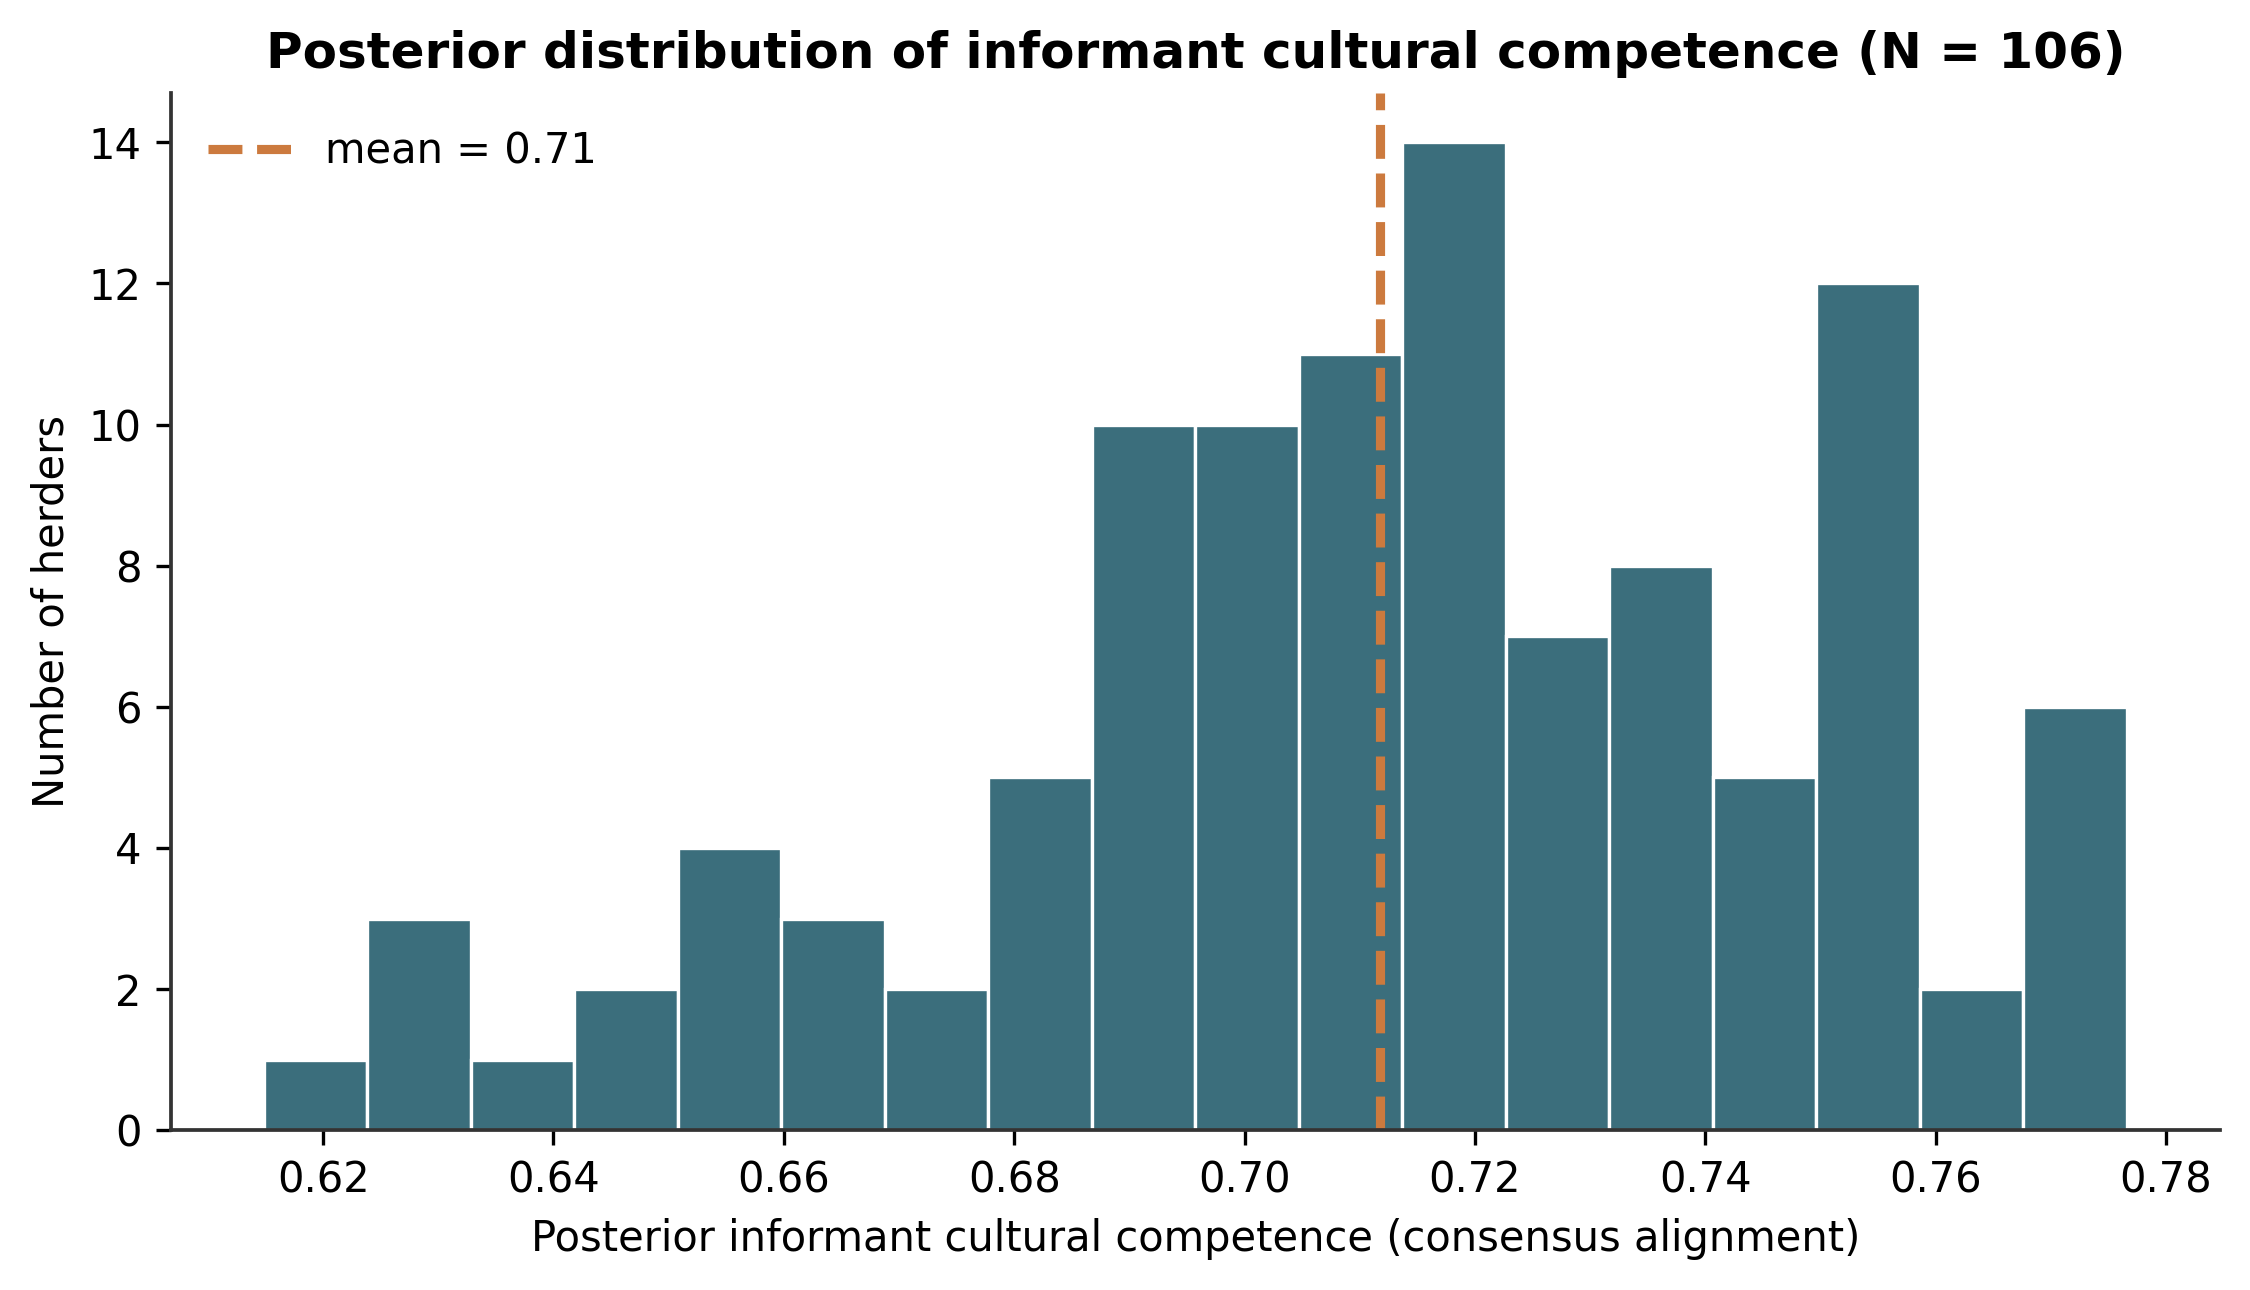 Posterior distribution of informant cultural competence (N = 106)
mean = 0.71
Number of herders
14
12
10
8
6
4
2
0
0.62 0.64 0.66 0.68 0.70 0.72 0.74 0.76 0.78
Posterior informant cultural competence (consensus alignment)